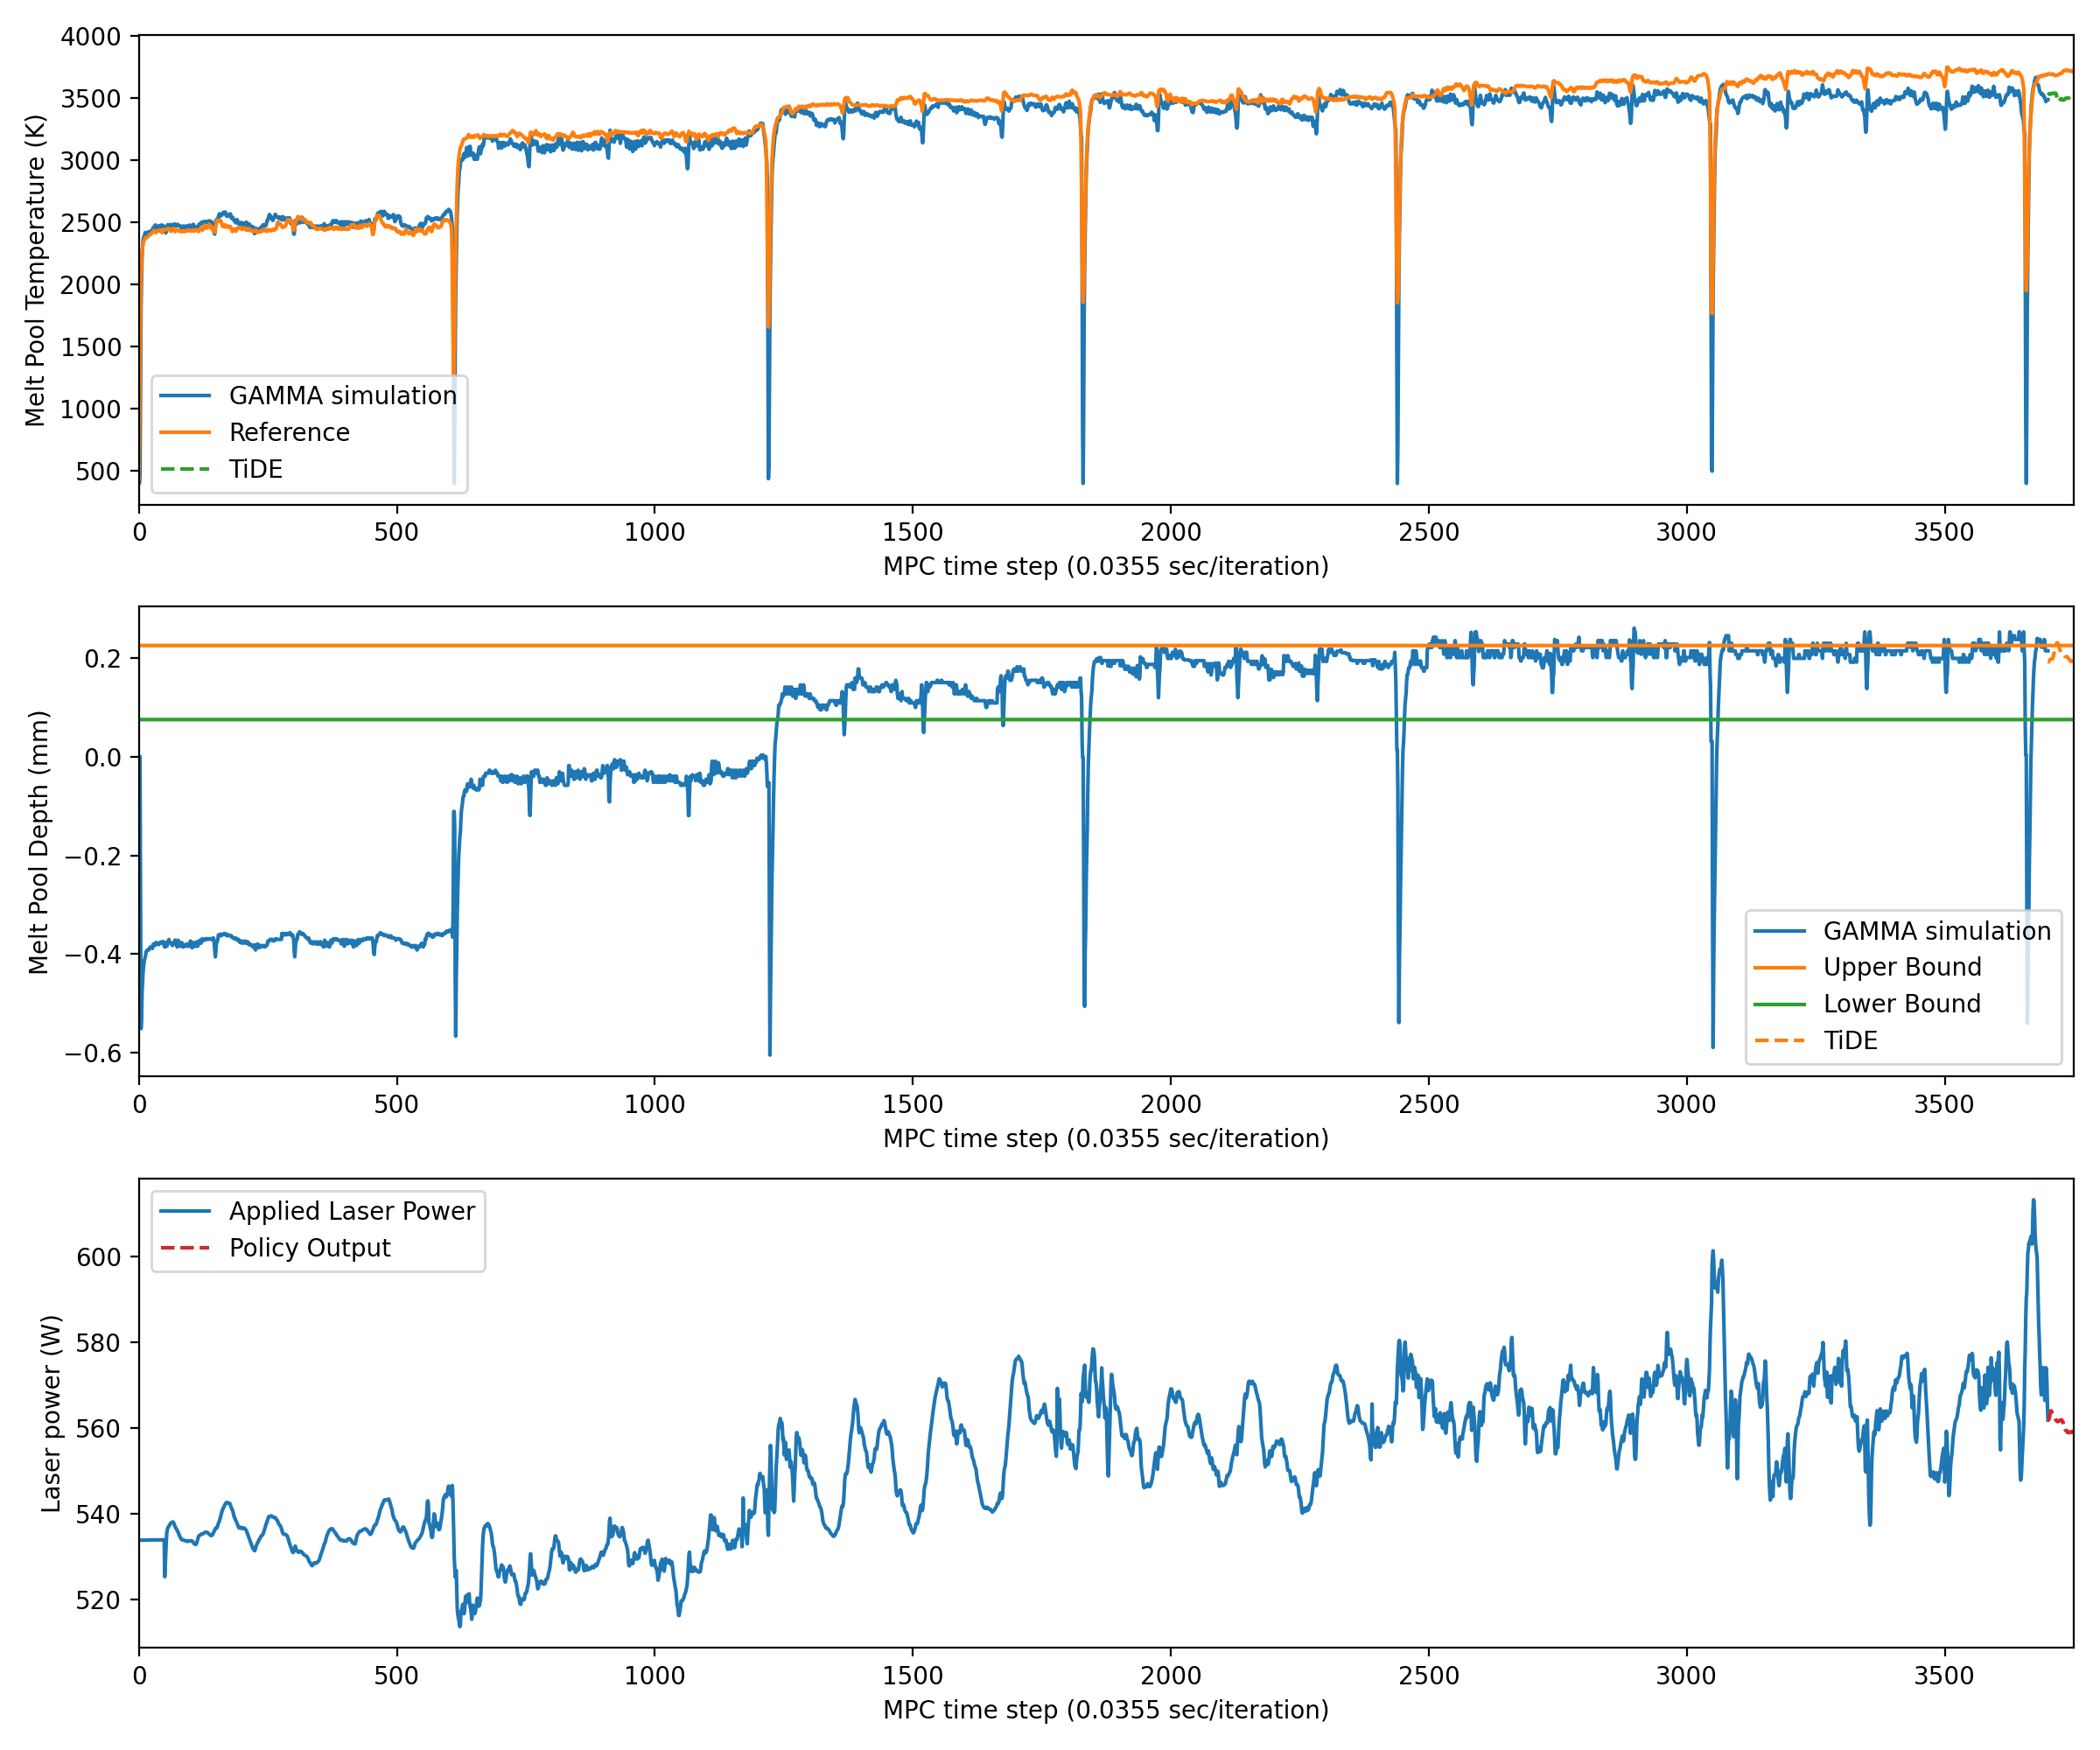 4000
3500
3000
2500
2000
1500
1000
500
Melt Pool Temperature (K)
GAMMA simulation
Reference
TiDE
0 500 1000 1500 2000 2500 3000 3500
MPC time step (0.0355 sec/iteration)
0.2
0.0
−0.2
−0.4
−0.6
Melt Pool Depth (mm)
GAMMA simulation
Upper Bound
Lower Bound
TiDE
0 500 1000 1500 2000 2500 3000 3500
MPC time step (0.0355 sec/iteration)
600
580
560
540
520
Laser power (W)
Applied Laser Power
Policy Output
0 500 1000 1500 2000 2500 3000 3500
MPC time step (0.0355 sec/iteration)